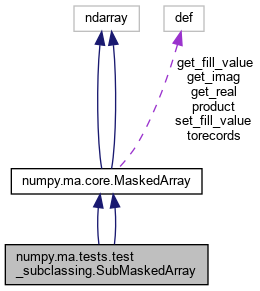 ndarray
def
get_fill_value
get_imag
get_real
product
set_fill_value
torecords
numpy.ma.core.MaskedArray
numpy.ma.tests.test
_subclassing.SubMaskedArray